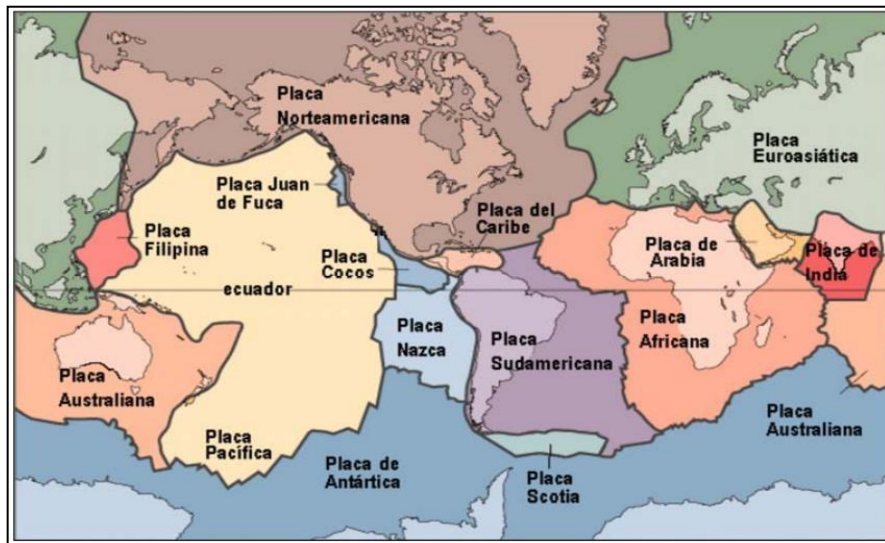 Placa
Norteamericana
Placa
Euroasiática
Placa Juan
de Fuca
Placa del
Caribe
Placa
Filipina
Placa
Cocos
Placa de
Arabia
Placa de
India
ecuador
Placa
Nazca
Placa
Sudamericana
Placa
Africana
Placa
Australiana
Placa
Australiana
Placa
Pacífica
Placa de
Antártica
Placa
Scotia